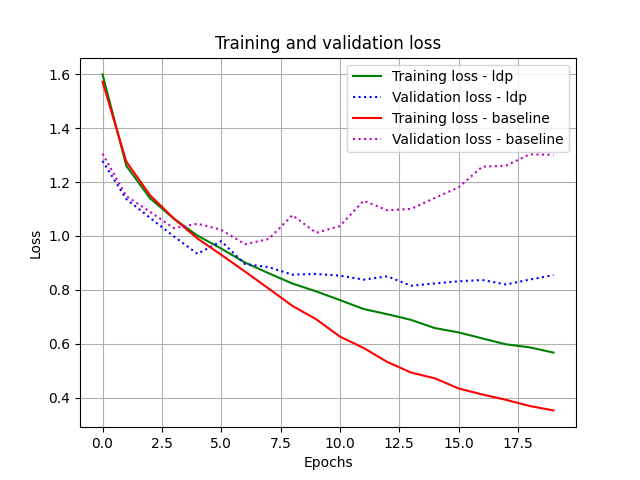 Training and validation loss
Training loss - ldp
Validation loss - ldp
Training loss - baseline
Validation loss - baseline
Loss
1.6
1.4
1.2
1.0
0.8
0.6
0.4
0.0 2.5 5.0 7.5 10.0 12.5 15.0 17.5
Epochs